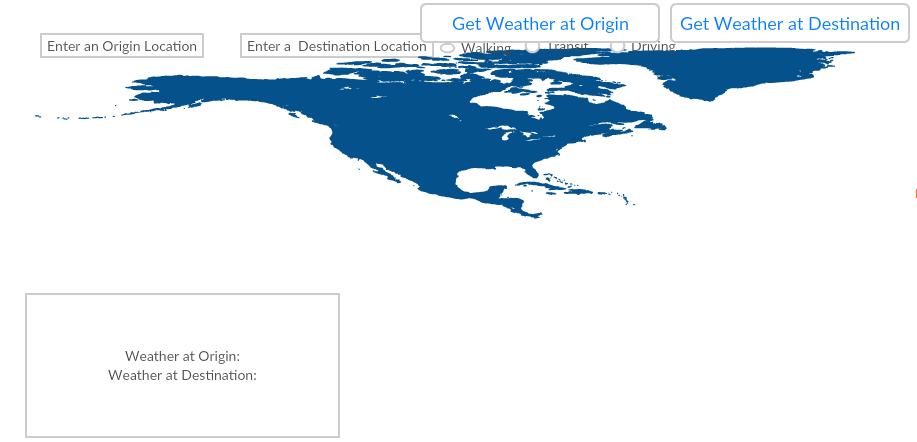 Get Weather at Origin
Get Weather at Destination
Enter an Origin Location
Enter a Destination Location
Walking
Transit
Driving
Weather at Origin:
Weather at Destination: